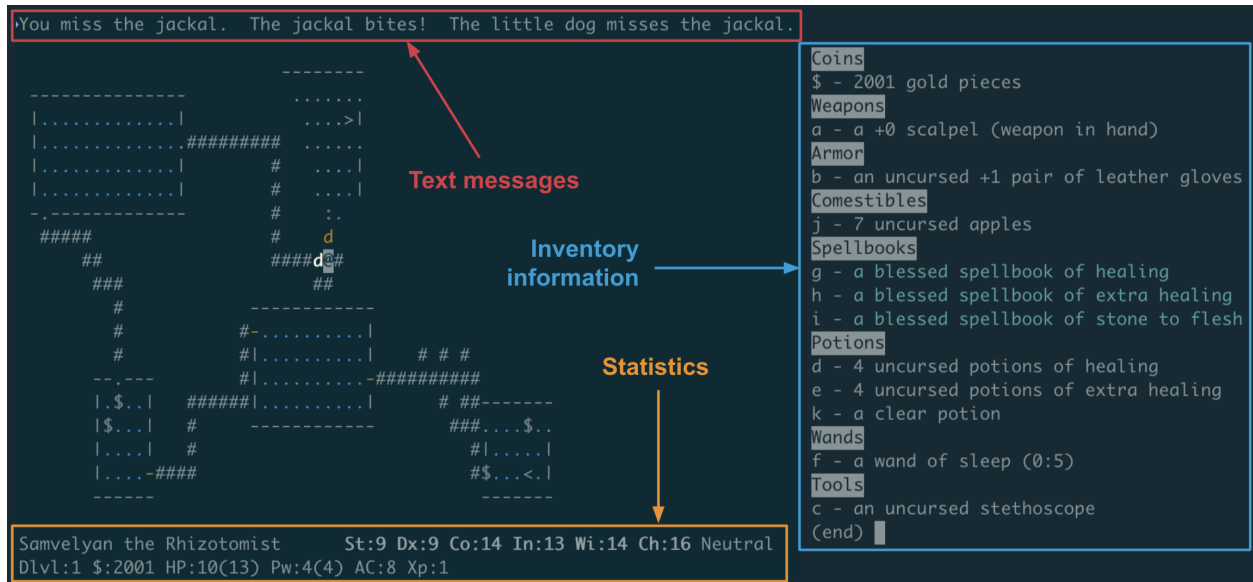 You miss the jackal.  The jackal bites!  The little dog misses the jackal.
Text messages
Inventory
information
Statistics
                               --------
 ---------------                .......
 |.............|                 ....>|
 |..............#########        .....
 |.............|        #         ....|
 |.............|        #         ....|
 -.-------------        #          :.
  #####                 #          d
      ##                ####d@#
       ###                  ##
         #            ------------
         #           #-..........|
         #           #|..........|    # # #
       --.---        #|..........-##########
       |.$..|   ######|..........|      # ##-------
       |$...|   #     ------------       ###....$..
       |....|   #                          #|.....|
       |....-####                          #$...<.|
       ------                               -------
Samvelyan the Rhizotomist      St:9 Dx:9 Co:14 In:13 Wi:14 Ch:16 Neutral
Dlvl:1 $:2001 HP:10(13) Pw:4(4) AC:8 Xp:1
Coins
$ - 2001 gold pieces
Weapons
a - a +0 scalpel (weapon in hand)
Armor
b - an uncursed +1 pair of leather gloves
Comestibles
j - 7 uncursed apples
Spellbooks
g - a blessed spellbook of healing
h - a blessed spellbook of extra healing
i - a blessed spellbook of stone to flesh
Potions
d - 4 uncursed potions of healing
e - 4 uncursed potions of extra healing
k - a clear potion
Wands
f - a wand of sleep (0:5)
Tools
c - an uncursed stethoscope
(end)